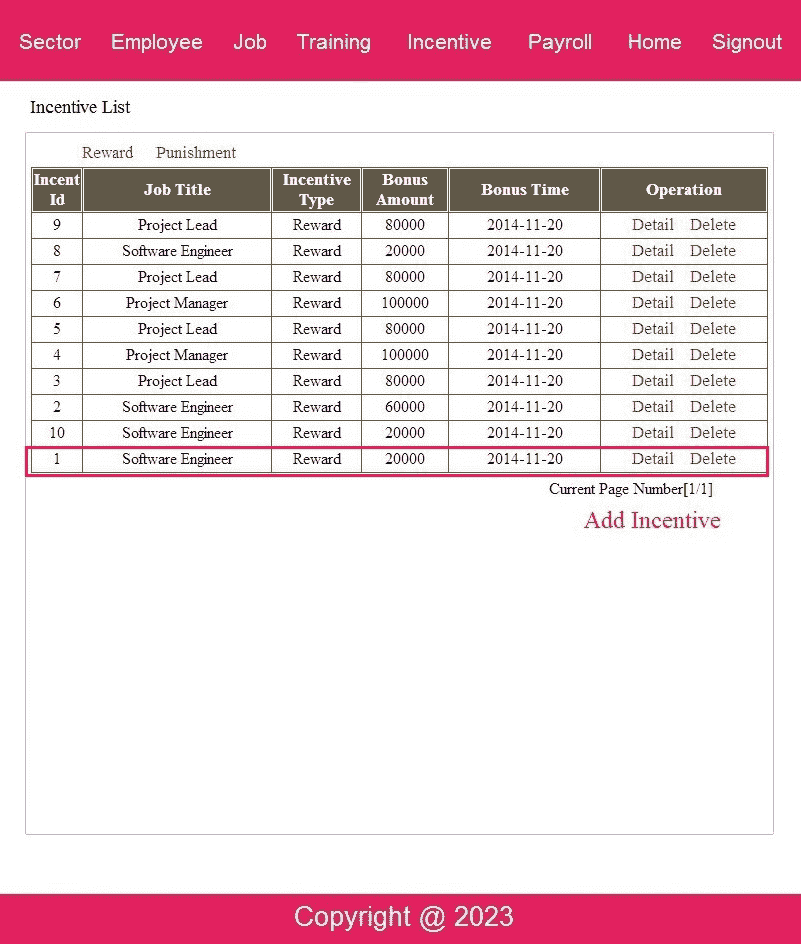 Sector Employee Job Training Incentive Payroll Home Signout
Incentive List
Reward Punishment
Incent Id Job Title Incentive Type Bonus Amount Bonus Time Operation
9 Project Lead Reward 80000 2014-11-20 Detail Delete
8 Software Engineer Reward 20000 2014-11-20 Detail Delete
7 Project Lead Reward 80000 2014-11-20 Detail Delete
6 Project Manager Reward 100000 2014-11-20 Detail Delete
5 Project Lead Reward 80000 2014-11-20 Detail Delete
4 Project Manager Reward 100000 2014-11-20 Detail Delete
3 Project Lead Reward 80000 2014-11-20 Detail Delete
2 Software Engineer Reward 60000 2014-11-20 Detail Delete
10 Software Engineer Reward 20000 2014-11-20 Detail Delete
1 Software Engineer Reward 20000 2014-11-20 Detail Delete
Current Page Number[1/1]
Add Incentive
Copyright @ 2023